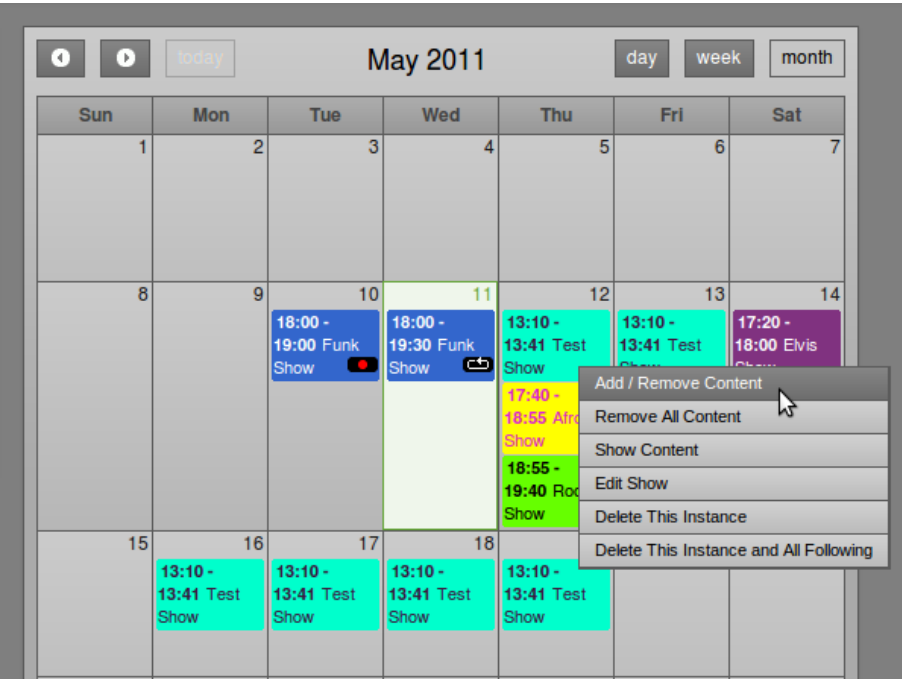 today
May 2011
day
week
month
Sun
Mon
Tue
Wed
Thu
Fri
Sat
1
2
3
4
5
6
7
8
9
10
11
12
13
14
18:00 -
19:00 Funk
Show
18:00 -
19:30 Funk
Show
13:10 -
13:41 Test
Show
17:40 -
18:55
Show
18:55 -
19:40
Show
13:10 -
13:41 Test
17:20 -
18:00 Elvis
Add / Remove Content
Remove All Content
Show Content
Edit Show
Delete This Instance
Delete This Instance and All Following
15
16
17
18
13:10 -
13:41 Test
Show
13:10 -
13:41 Test
Show
13:10 -
13:41 Test
Show
13:10 -
13:41 Test
Show